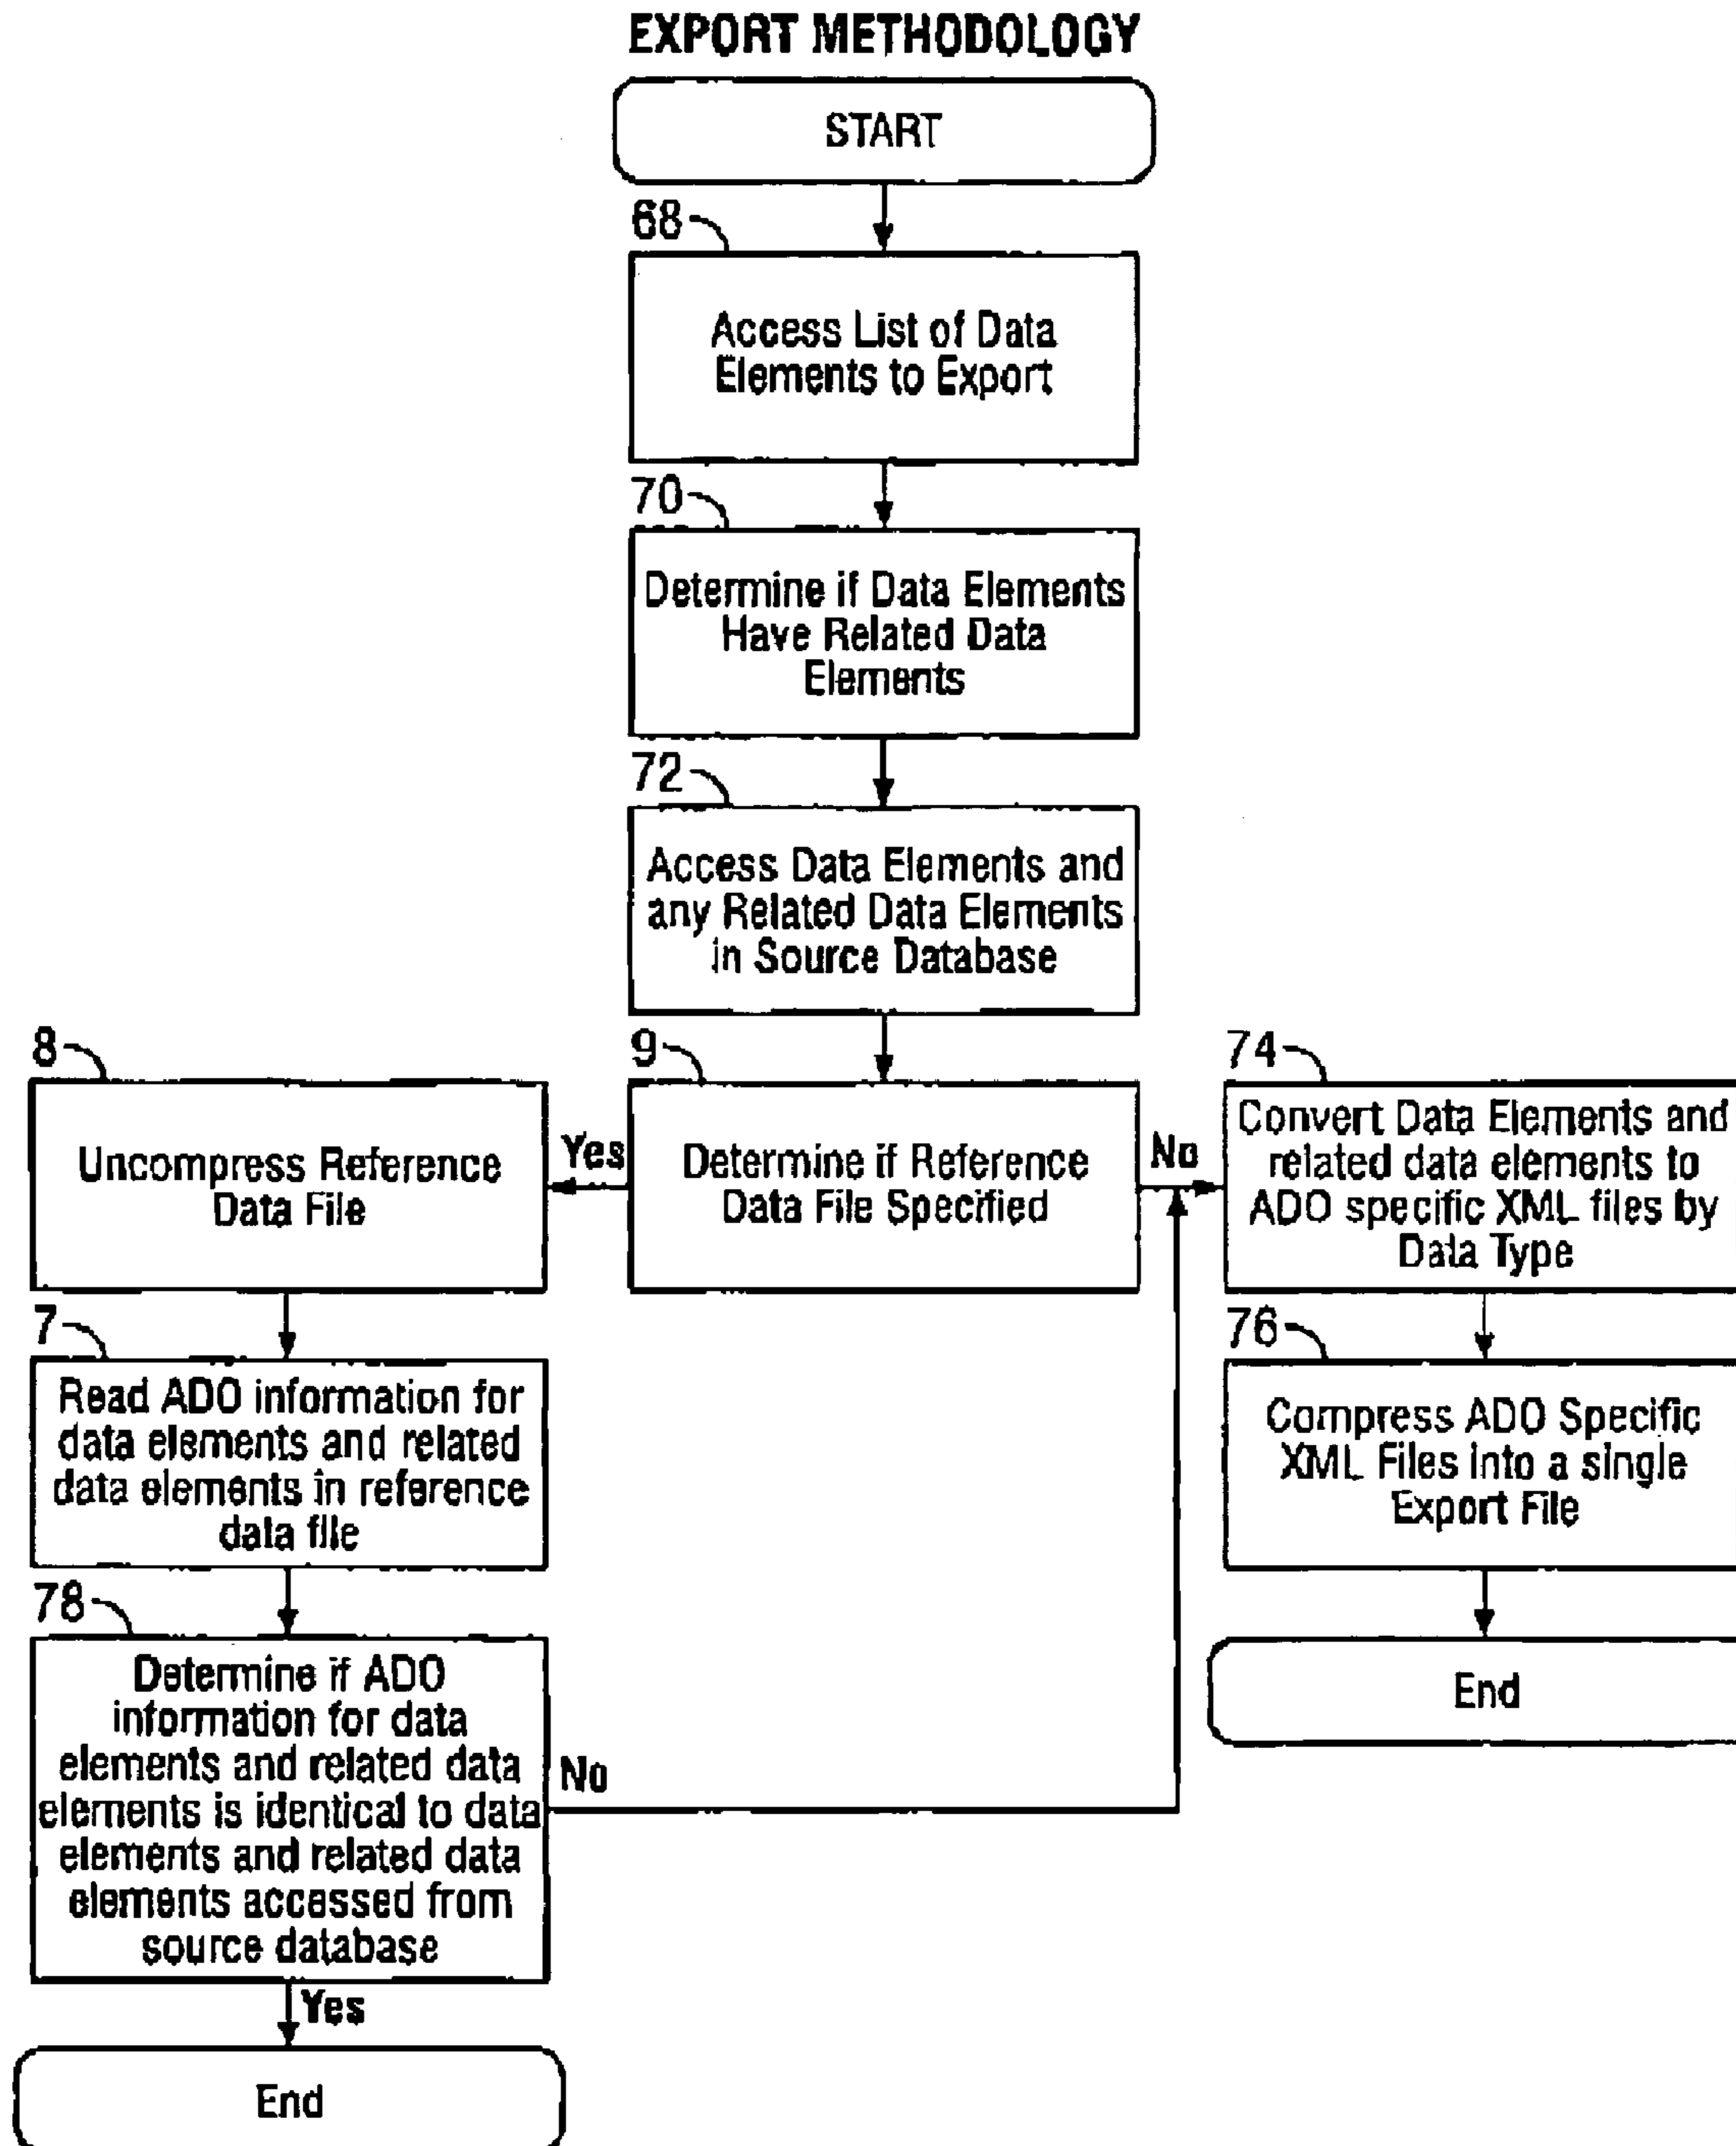 EXPORT METHODOLOGY
START
68
Access List of Data
Elements to Export
70
Determine if Data Elements
Have Related Data
Elements
72
Access Data Elements and
any Related Data Elements
in Source Database
8
Uncompress Reference
Data File
Yes
9
Determine if Reference
Data File Specified
No
74
Convert Data Elements and
related data elements to
ADO specific XML files by
Data Type
7
Read ADO information for
data elements and related
data elements in reference
data file
76
Compress ADO Specific
XML Files into a single
Export File
78
Determine if ADO
information for data
elements and related data
elements is identical to data
elements and related data
elements accessed from
source database
No
End
Yes
End